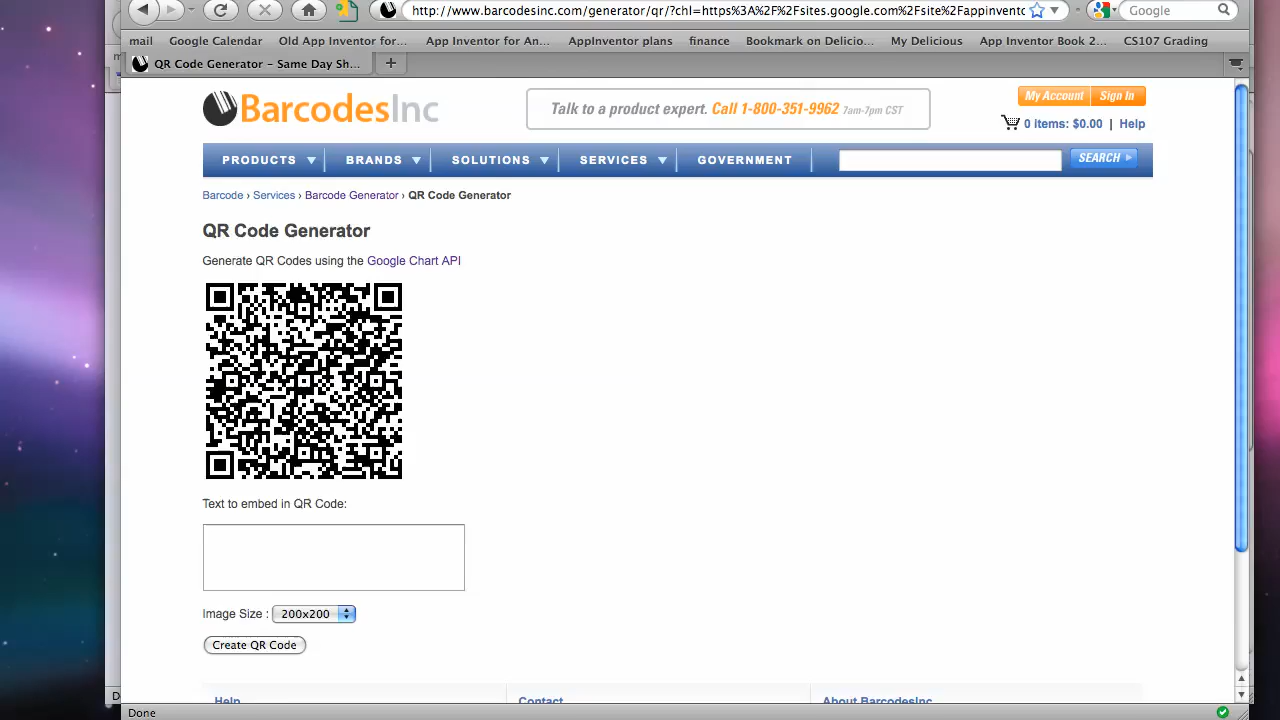 http://www.barcodesinc.com/generator/qr/?chl=https%3A%2F%2Fsites.google.com%2Fsite%2Fappinvento
Google
mail Google Calendar Old App Inventor for... App Inventor for An... AppInventor plans finance Bookmark on Delicio... My Delicious App Inventor Book 2... CS107 Grading
QR Code Generator – Same Day Sh...
BarcodesInc
Talk to a product expert. Call 1-800-351-9962 7am-7pm CST
My Account Sign In
0 items: $0.00 | Help
PRODUCTS BRANDS SOLUTIONS SERVICES GOVERNMENT SEARCH
Barcode › Services › Barcode Generator › QR Code Generator
QR Code Generator
Generate QR Codes using the Google Chart API
Text to embed in QR Code:
Image Size : 200x200
Create QR Code
Help Contact About BarcodesInc
Done